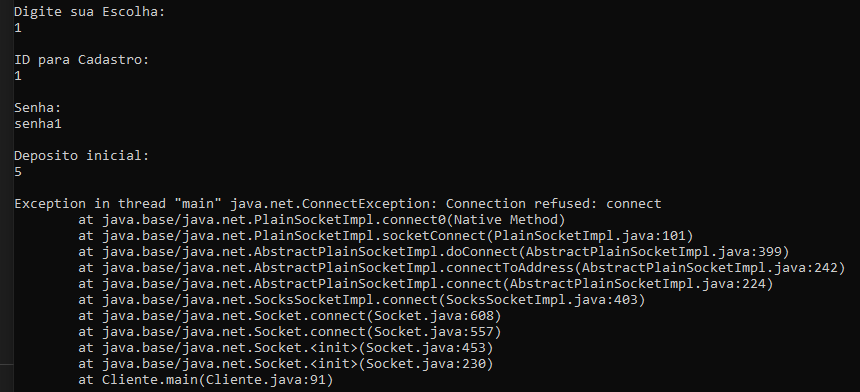 Digite sua Escolha:
1
ID para Cadastro:
1
Senha:
senha1
Deposito inicial:
5
Exception in thread "main" java.net.ConnectException: Connection refused: connect
at java.base/java.net.PlainSocketImpl.connect0(Native Method)
at java.base/java.net.PlainSocketImpl.socketConnect(PlainSocketImpl.java:101)
at java.base/java.net.AbstractPlainSocketImpl.doConnect(AbstractPlainSocketImpl.java:399)
at java.base/java.net.AbstractPlainSocketImpl.connectToAddress(AbstractPlainSocketImpl.java:242)
at java.base/java.net.AbstractPlainSocketImpl.connect(AbstractPlainSocketImpl.java:224)
at java.base/java.net.SocksSocketImpl.connect(SocksSocketImpl.java:403)
at java.base/java.net.Socket.connect(Socket.java:608)
at java.base/java.net.Socket.connect(Socket.java:557)
at java.base/java.net.Socket.<init>(Socket.java:453)
at java.base/java.net.Socket.<init>(Socket.java:230)
at Cliente.main(Cliente.java:91)